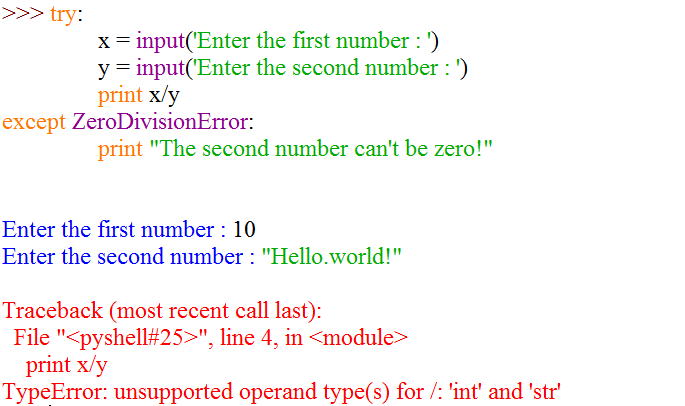 >>> try:
x = input('Enter the first number : ')
y = input('Enter the second number : ')
print x/y
except ZeroDivisionError:
print "The second number can't be zero!"
Enter the first number : 10
Enter the second number : "Hello.world!"
Traceback (most recent call last):
File "<pyshell#25>", line 4, in <module>
print x/y
TypeError: unsupported operand type(s) for /: 'int' and 'str'